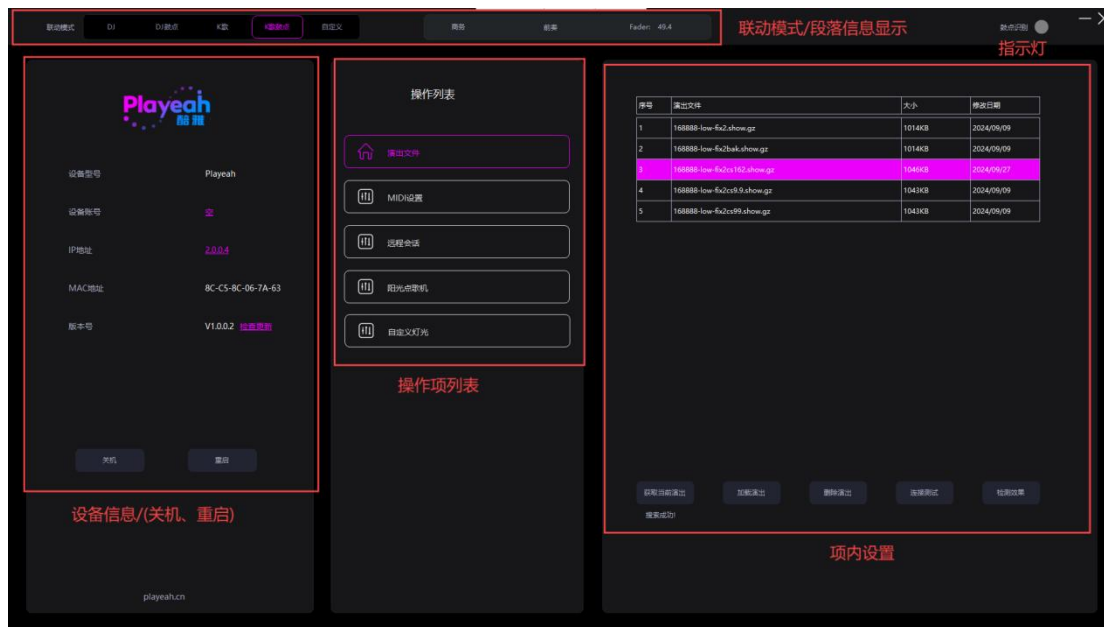 联动模式 DJ DJ鼓点 K歌 K歌鼓点 自定义 商务 前奏 Fader: 49.4 联动模式/段落信息显示 鼓点识别
指示灯
Playeah
酷雅
设备型号 Playeah
设备账号 空
IP地址 2.0.0.4
MAC地址 8C-C5-8C-06-7A-63
版本号 V1.0.0.2 检查更新
关机 重启
设备信息/(关机、重启)
playeah.cn
操作列表
演出文件
MIDI设置
远程会话
阳光点歌机
自定义灯光
操作项列表
序号 演出文件 大小 修改日期
1 168888-low-fix2.show.gz 1014KB 2024/09/09
2 168888-low-fix2bak.show.gz 1014KB 2024/09/09
3 168888-low-fix2cs162.show.gz 1046KB 2024/09/27
4 168888-low-fix2cs9.9.show.gz 1043KB 2024/09/09
5 168888-low-fix2cs99.show.gz 1043KB 2024/09/09
获取当前演出 加载演出 删除演出 连接测试 检测效果
搜索成功!
项内设置